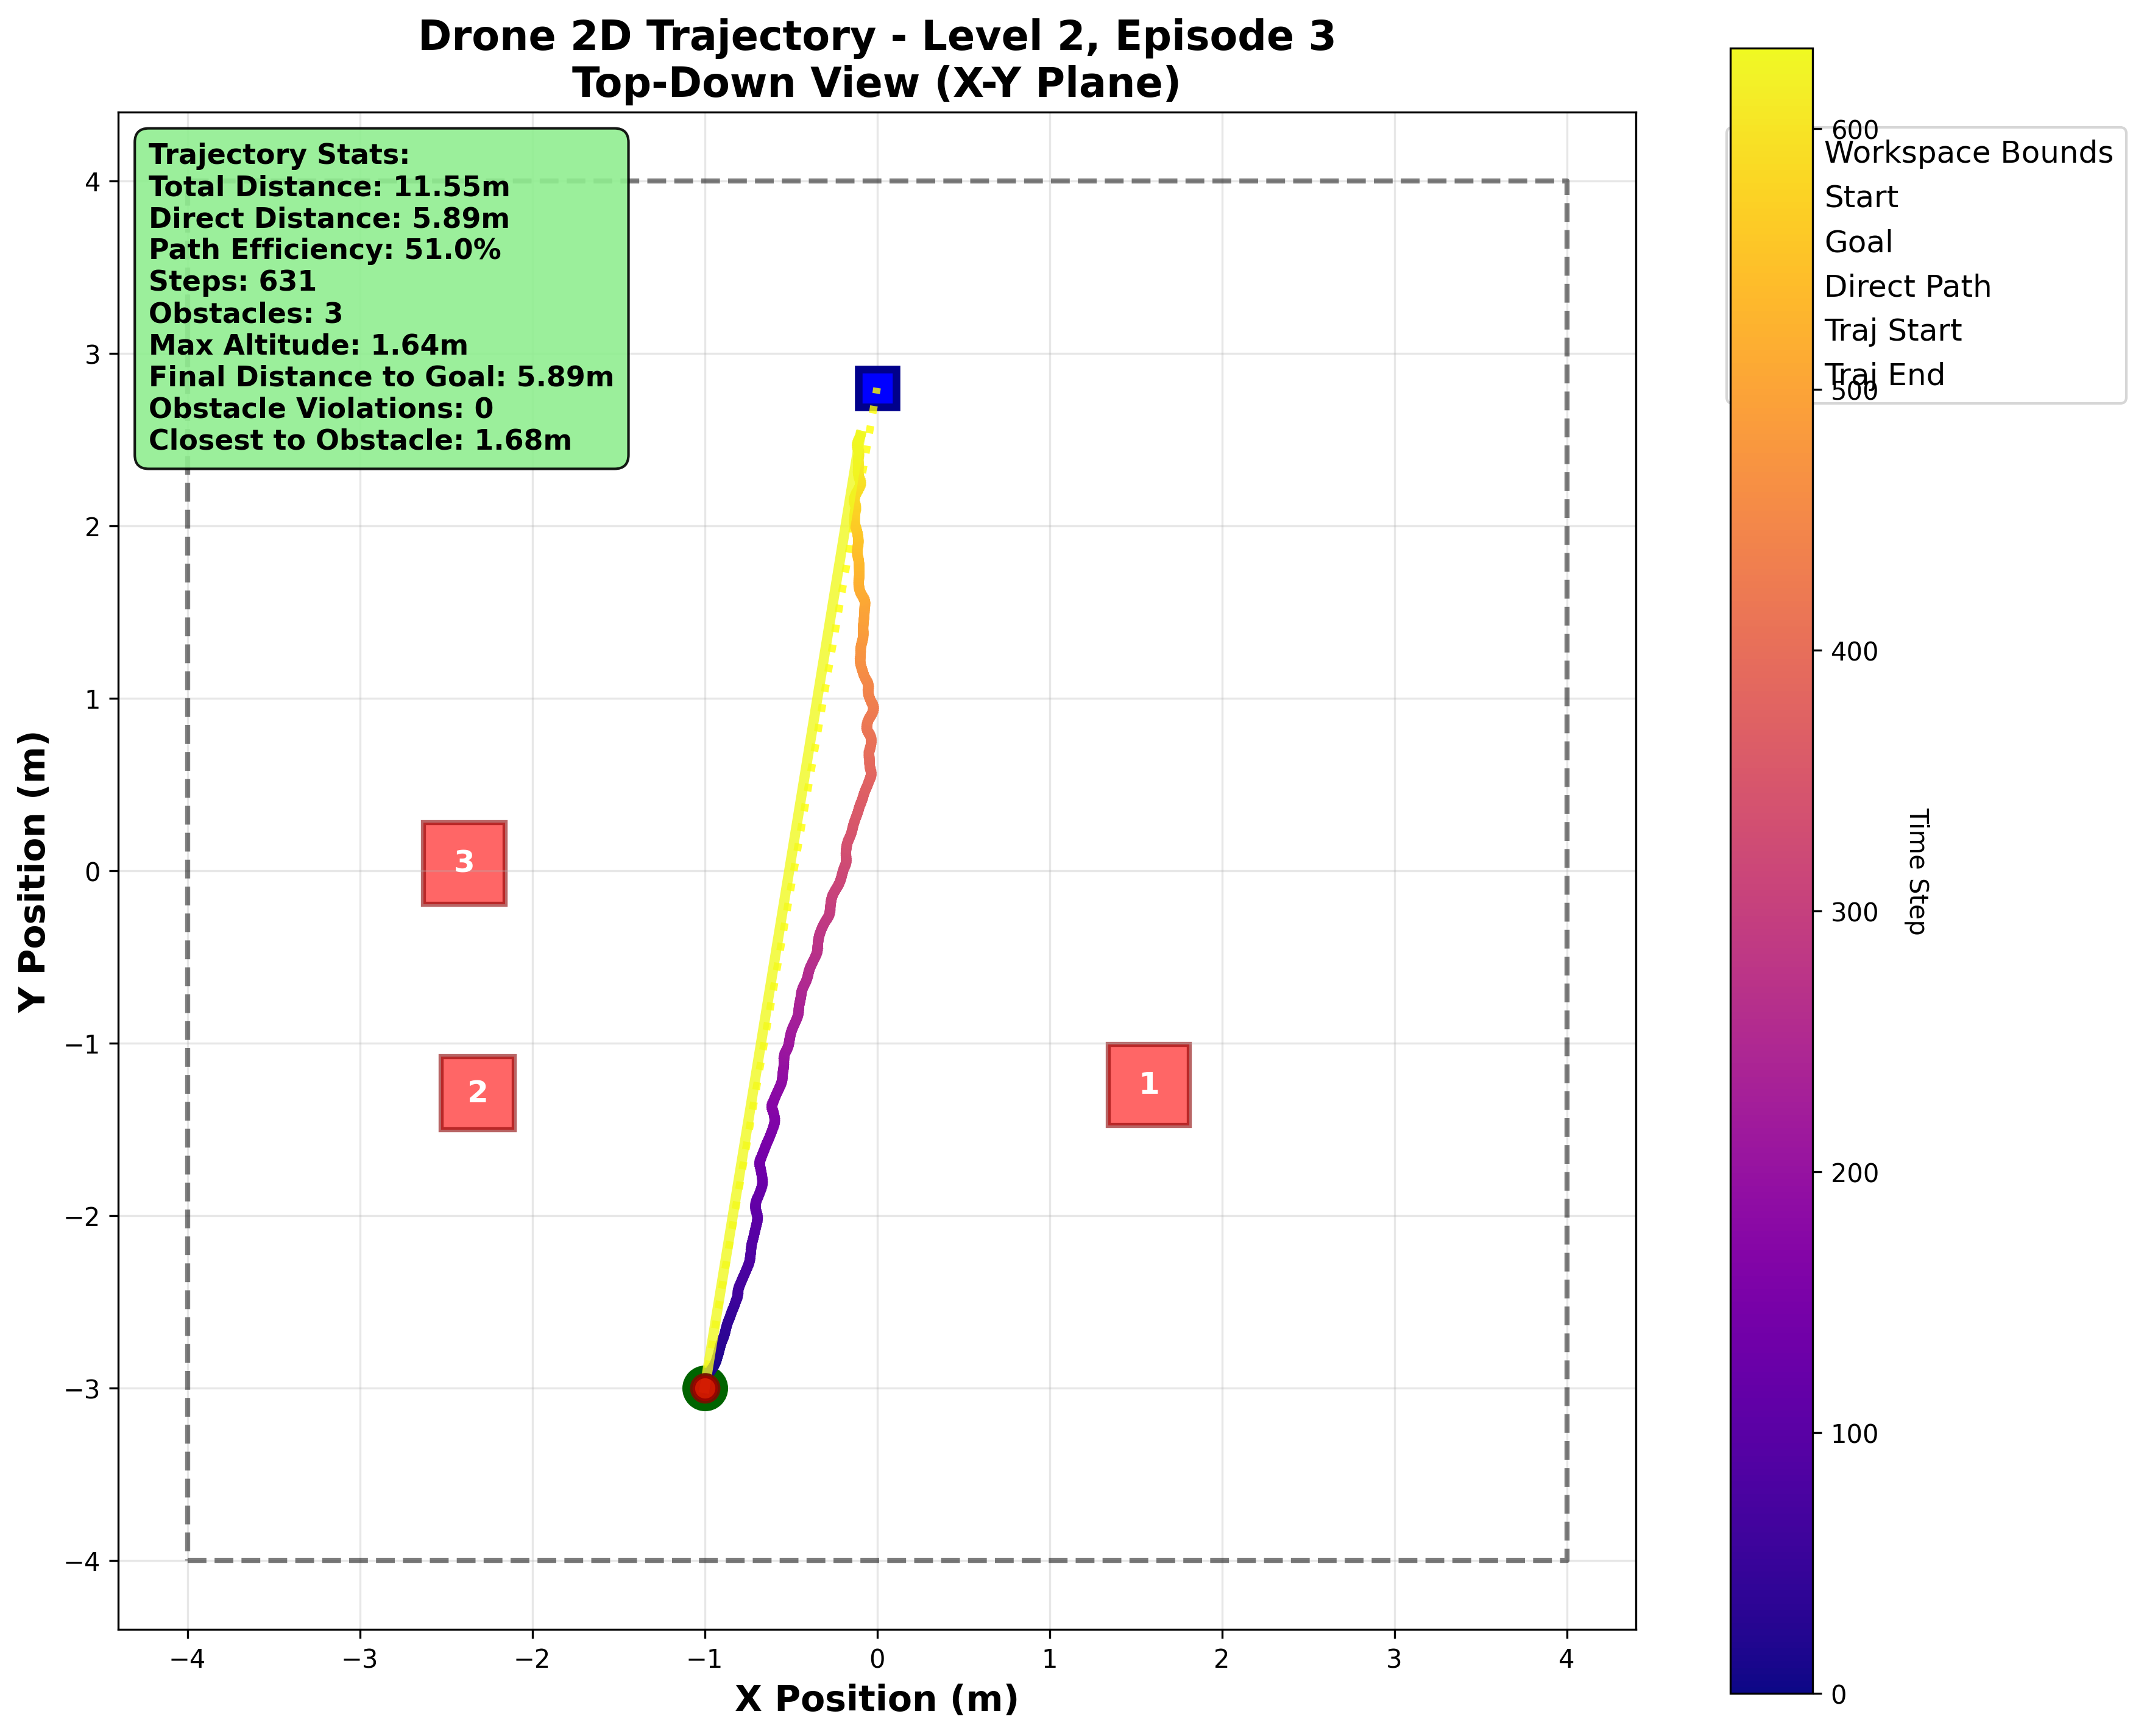 Drone 2D Trajectory - Level 2, Episode 3
Top-Down View (X-Y Plane)
Trajectory Stats:
Total Distance: 11.55m
Direct Distance: 5.89m
Path Efficiency: 51.0%
Steps: 631
Obstacles: 3
Max Altitude: 1.64m
Final Distance to Goal: 5.89m
Obstacle Violations: 0
Closest to Obstacle: 1.68m
Workspace Bounds
Start
Goal
Direct Path
Traj Start
Traj End
600
500
400
300
200
100
0
Time Step
Y Position (m)
4
3
2
1
0
−1
−2
−3
−4
3
2
1
−4
−3
−2
−1
0
1
2
3
4
X Position (m)